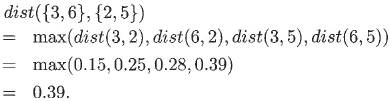 dist({3, 6}, {2, 5})
= max(dist(3, 2), dist(6, 2), dist(3, 5), dist(6, 5))
= max(0.15, 0.25, 0.28, 0.39)
= 0.39.